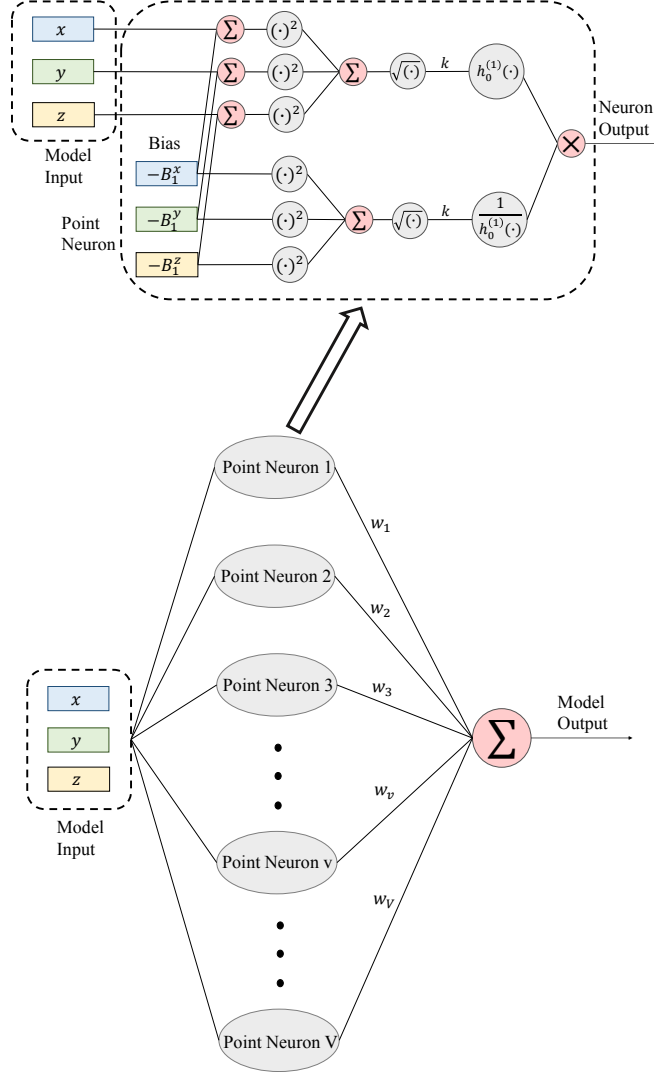 x
y
z
Model
Input
Σ
Σ
Σ
(·)²
(·)²
(·)²
Σ
√(·)
k
h₀⁽¹⁾(·)
Neuron
Output
×
Bias
−B₁ˣ
−B₁ʸ
−B₁ᶻ
Point
Neuron
(·)²
(·)²
(·)²
Σ
√(·)
k
1
h₀⁽¹⁾(·)
Point Neuron 1
w₁
Point Neuron 2
w₂
Point Neuron 3
w₃
x
y
z
Model
Input
Σ
Model
Output
Point Neuron v
wᵥ
Point Neuron V
w_V